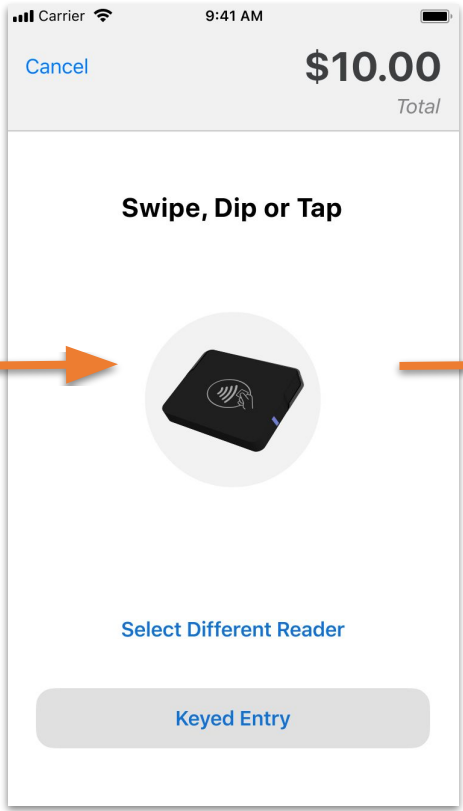 Carrier 9:41 AM
Cancel $10.00
Total
Swipe, Dip or Tap
Select Different Reader
Keyed Entry